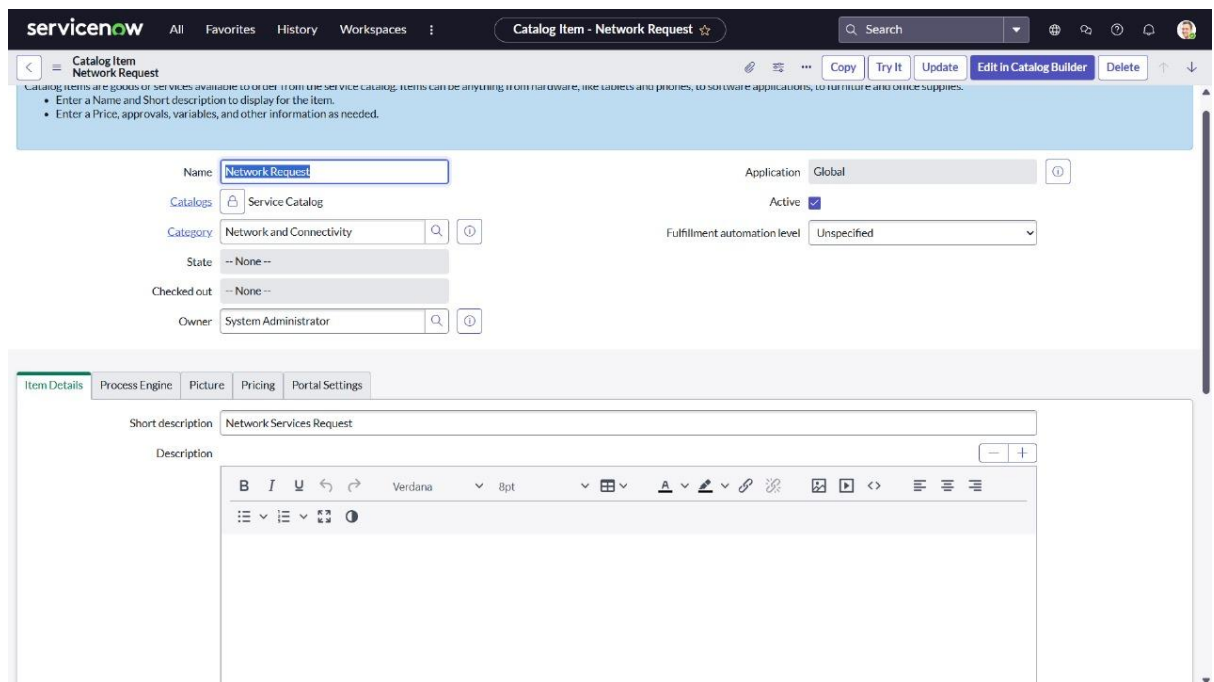 servicenow All Favorites History Workspaces Catalog Item - Network Request Search
Catalog Item
Network Request
Copy Try It Update Edit in Catalog Builder Delete
Catalog items are goods or services available to order from the service catalog. Items can be anything from hardware, like tablets and phones, to software applications, to furniture and office supplies.
• Enter a Name and Short description to display for the item.
• Enter a Price, approvals, variables, and other information as needed.
Name Network Request Application Global
Catalogs Service Catalog Active
Category Network and Connectivity Fulfillment automation level Unspecified
State -- None --
Checked out -- None --
Owner System Administrator
Item Details Process Engine Picture Pricing Portal Settings
Short description Network Services Request
Description
B I U Verdana 8pt A